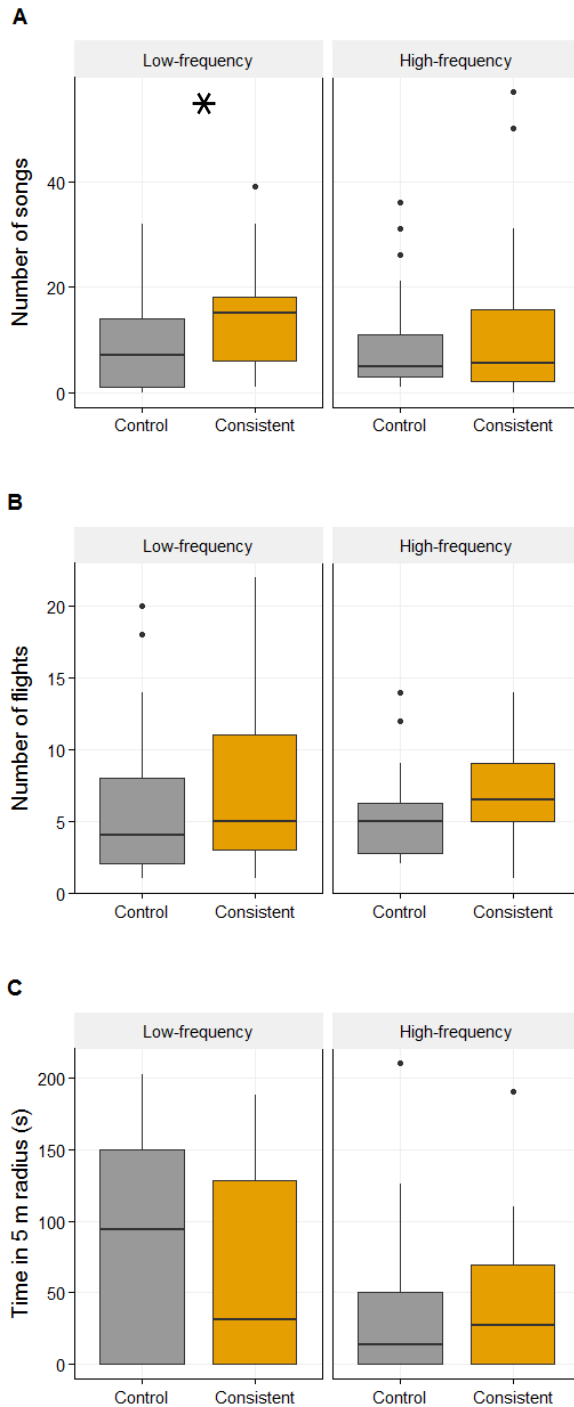 A
Low-frequency High-frequency
Number of songs
40
20
0
Control Consistent Control Consistent
B
Low-frequency High-frequency
Number of flights
20
15
10
5
0
Control Consistent Control Consistent
C
Low-frequency High-frequency
Time in 5 m radius (s)
200
150
100
50
0
Control Consistent Control Consistent